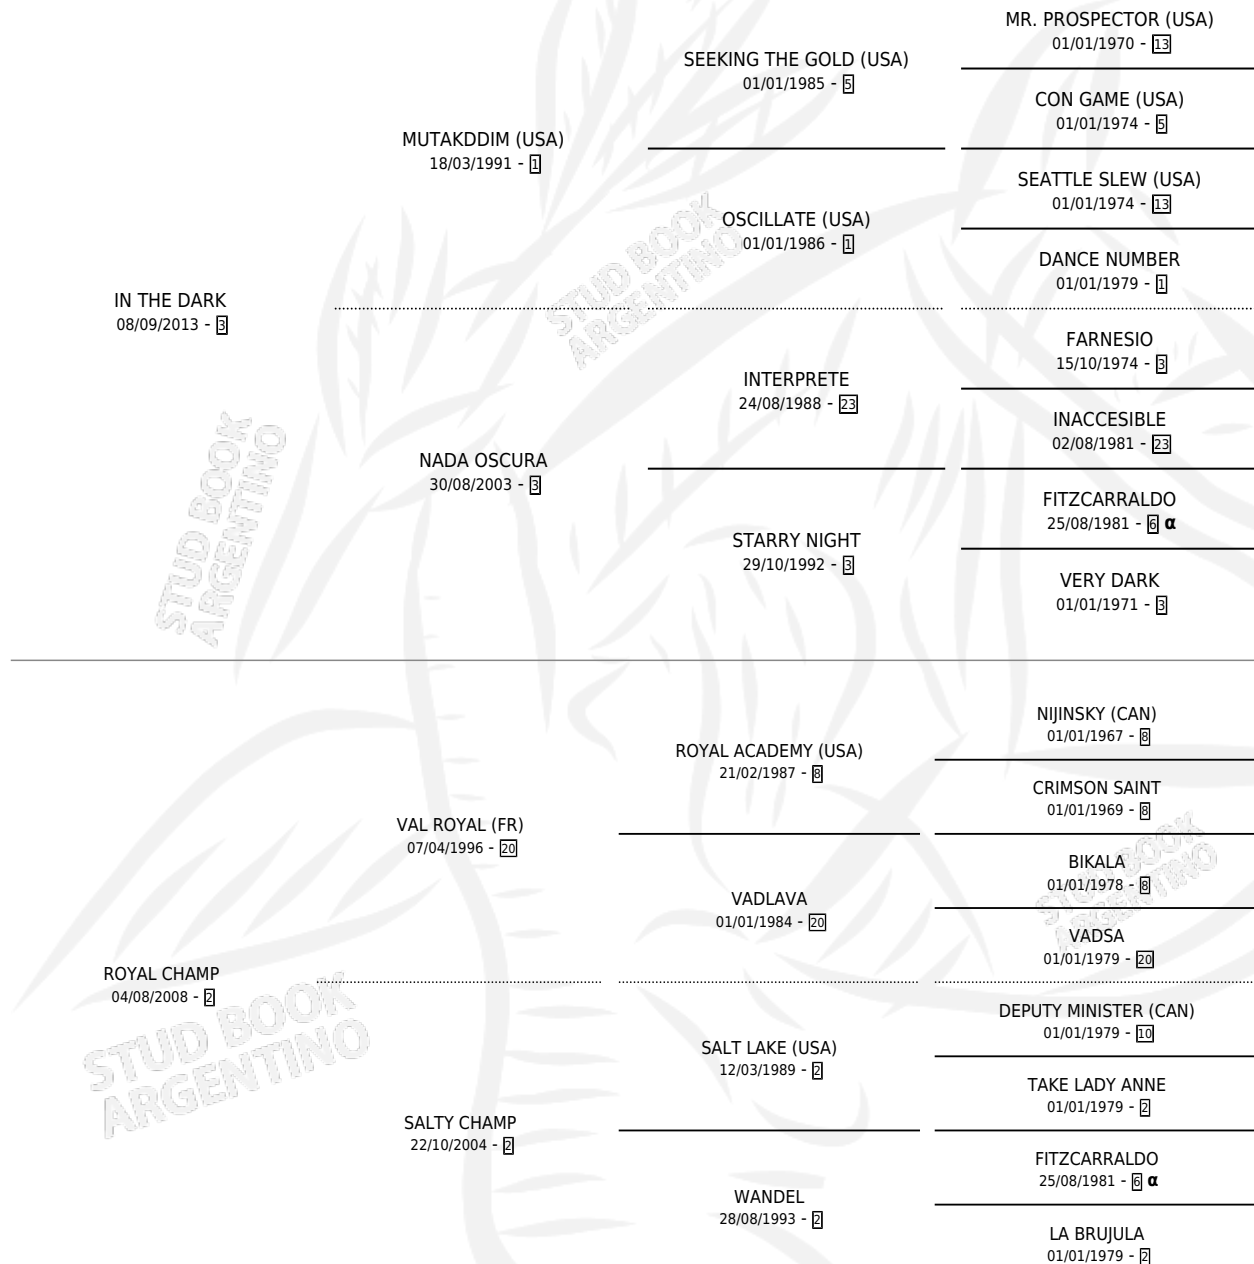 MR. PROSPECTOR (USA)
01/01/1970 - 13
SEEKING THE GOLD (USA)
01/01/1985 - 5
CON GAME (USA)
01/01/1974 - 5
MUTAKDDIM (USA)
18/03/1991 - 1
SEATTLE SLEW (USA)
01/01/1974 - 13
OSCILLATE (USA)
01/01/1986 - 1
DANCE NUMBER
01/01/1979 - 1
IN THE DARK
08/09/2013 - 3
FARNESIO
15/10/1974 - 3
INTERPRETE
24/08/1988 - 23
INACCESIBLE
02/08/1981 - 23
NADA OSCURA
30/08/2003 - 3
FITZCARRALDO
25/08/1981 - 6 α
STARRY NIGHT
29/10/1992 - 3
VERY DARK
01/01/1971 - 3
NIJINSKY (CAN)
01/01/1967 - 8
ROYAL ACADEMY (USA)
21/02/1987 - 8
CRIMSON SAINT
01/01/1969 - 8
VAL ROYAL (FR)
07/04/1996 - 20
BIKALA
01/01/1978 - 8
VADLAVA
01/01/1984 - 20
VADSA
01/01/1979 - 20
ROYAL CHAMP
04/08/2008 - 2
DEPUTY MINISTER (CAN)
01/01/1979 - 10
SALT LAKE (USA)
12/03/1989 - 2
TAKE LADY ANNE
01/01/1979 - 2
SALTY CHAMP
22/10/2004 - 2
FITZCARRALDO
25/08/1981 - 6 α
WANDEL
28/08/1993 - 2
LA BRUJULA
01/01/1979 - 2
STUD BOOK
ARGENTINO
STUD BOOK
ARGENTINO
STUD BOOK
ARGENTINO
STUD BOOK
ARGENTINO